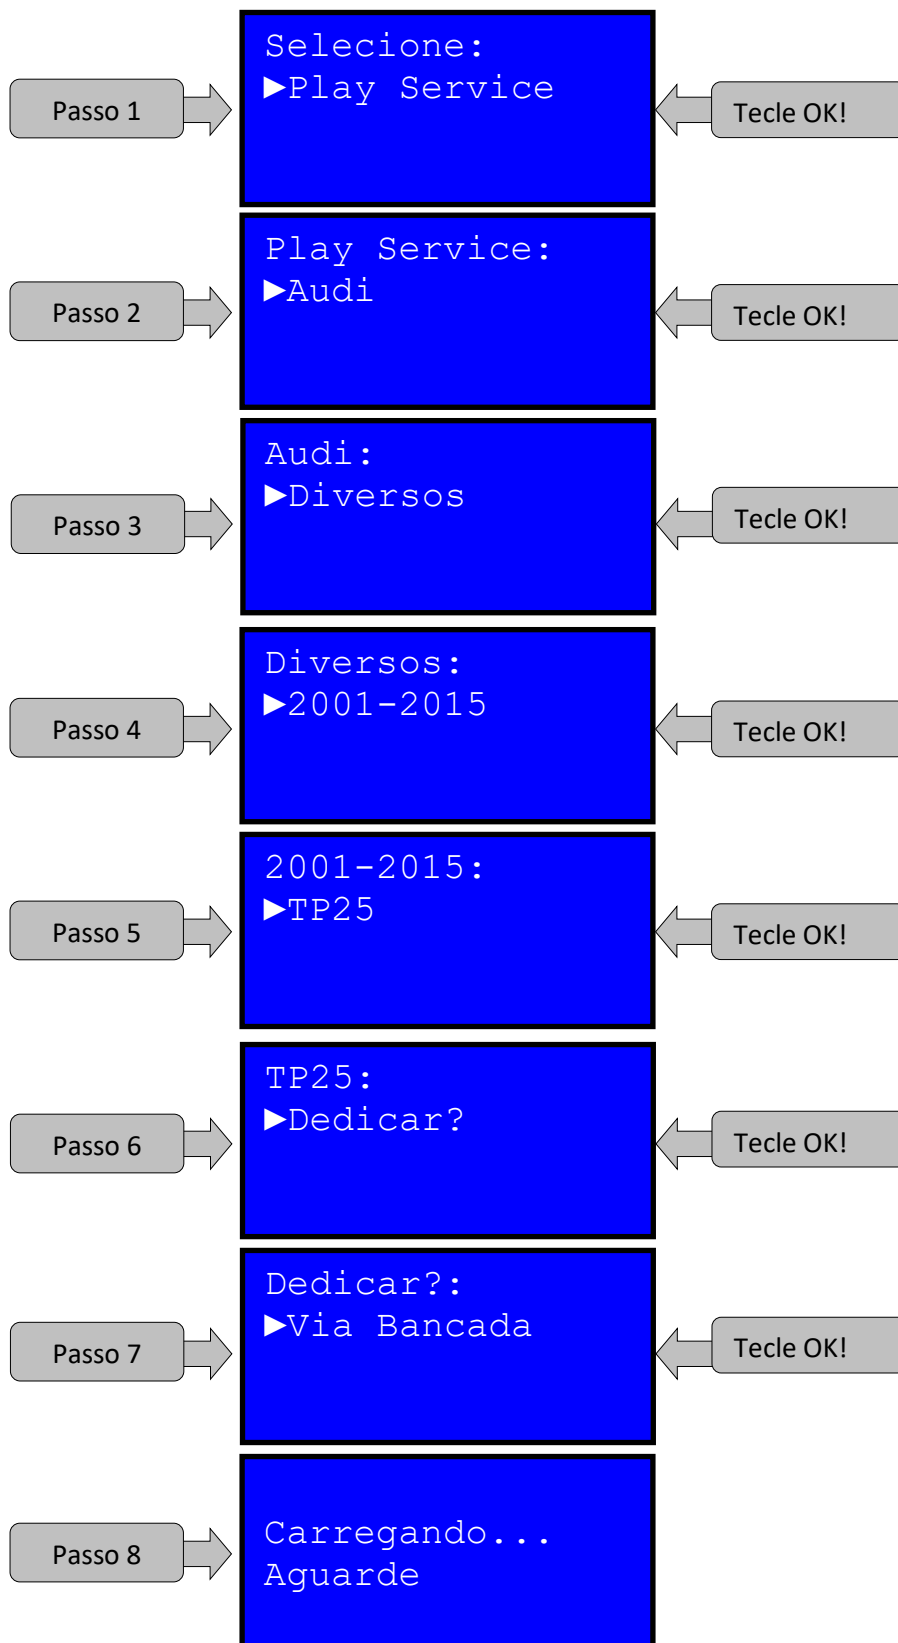 Selecione:
Passo 1
►Play Service
Tecle OK!
Play Service:
Passo 2
►Audi
Tecle OK!
Audi:
Passo 3
►Diversos
Tecle OK!
Diversos:
Passo 4
►2001-2015
Tecle OK!
2001-2015:
Passo 5
►TP25
Tecle OK!
TP25:
Passo 6
►Dedicar?
Tecle OK!
Dedicar?:
Passo 7
►Via Bancada
Tecle OK!
Passo 8
Carregando...
Aguarde